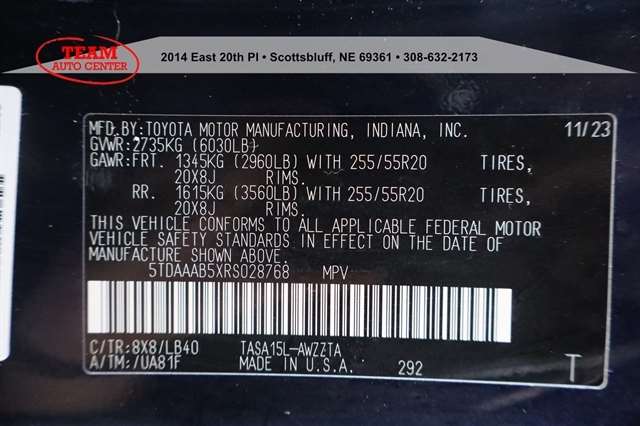 TEAM
AUTO CENTER
2014 East 20th Pl • Scottsbluff, NE 69361 • 308-632-2173
MFD.BY:TOYOTA MOTOR MANUFACTURING, INDIANA, INC. 11/23
GVWR:2735KG (6030LB)
GAWR:FRT. 1345KG (2960LB) WITH 255/55R20 TIRES,
20X8J RIMS.
RR. 1615KG (3560LB) WITH 255/55R20 TIRES,
20X8J RIMS.
THIS VEHICLE CONFORMS TO ALL APPLICABLE FEDERAL MOTOR
VEHICLE SAFETY STANDARDS IN EFFECT ON THE DATE OF
MANUFACTURE SHOWN ABOVE.
5TDAAAB5XRS028768 MPV
C/TR:8X8/LB40 TASA15L-AWZZTA
A/TM:/UA81F MADE IN U.S.A. 292 T